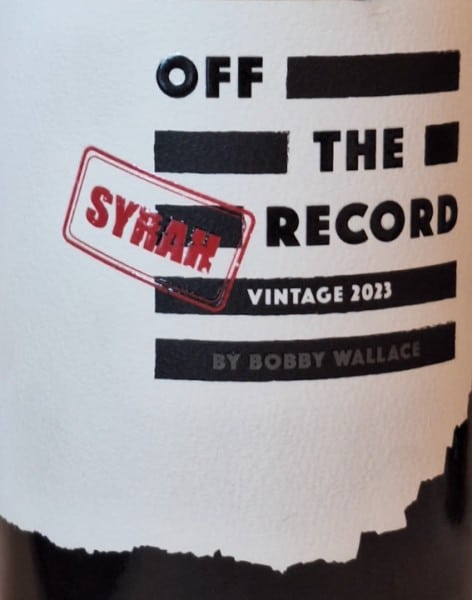 OFF
THE
SYRAH
RECORD
VINTAGE 2023
BY BOBBY WALLACE